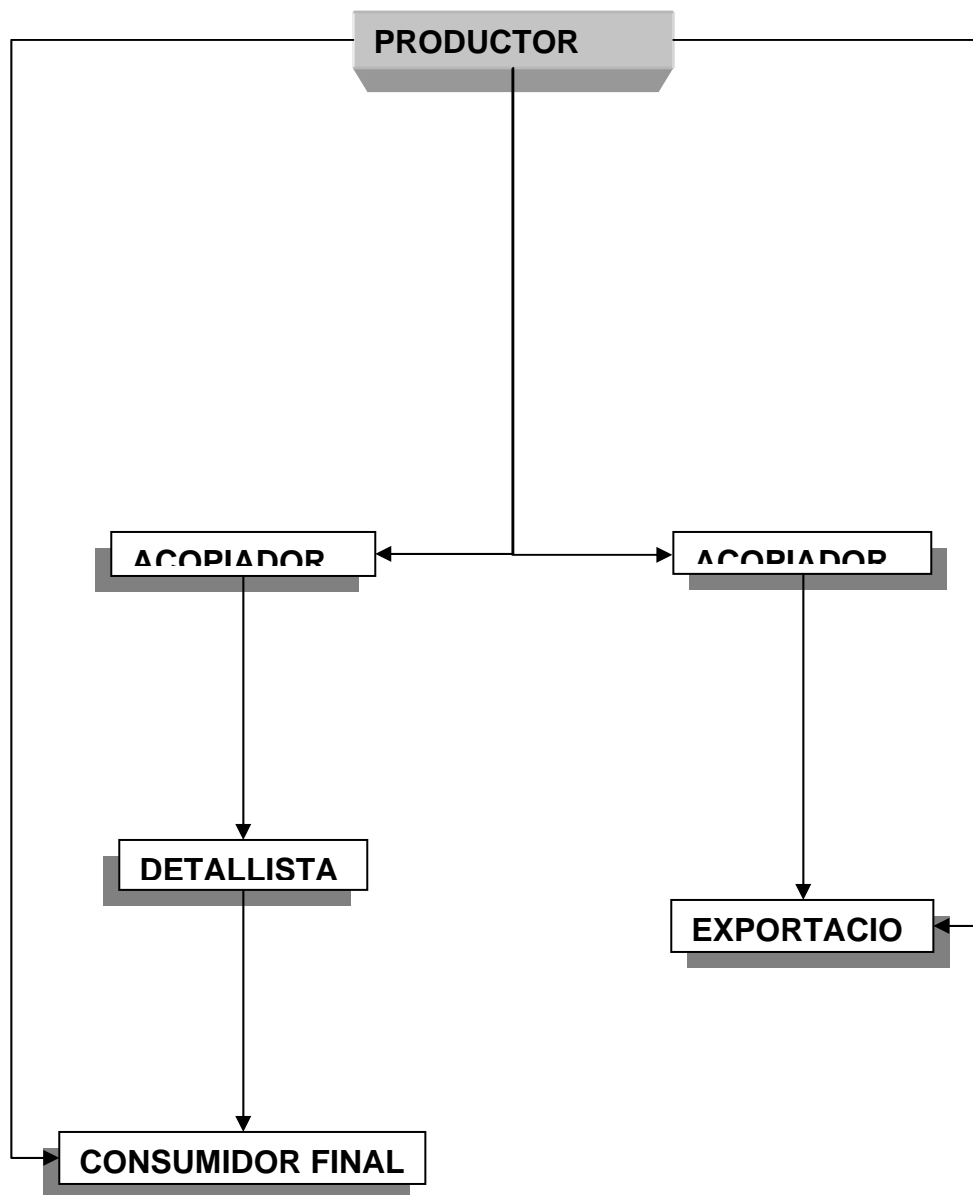 PRODUCTOR
ACOPIADOR
ACOPIADOR
DETALLISTA
EXPORTACIO
CONSUMIDOR FINAL